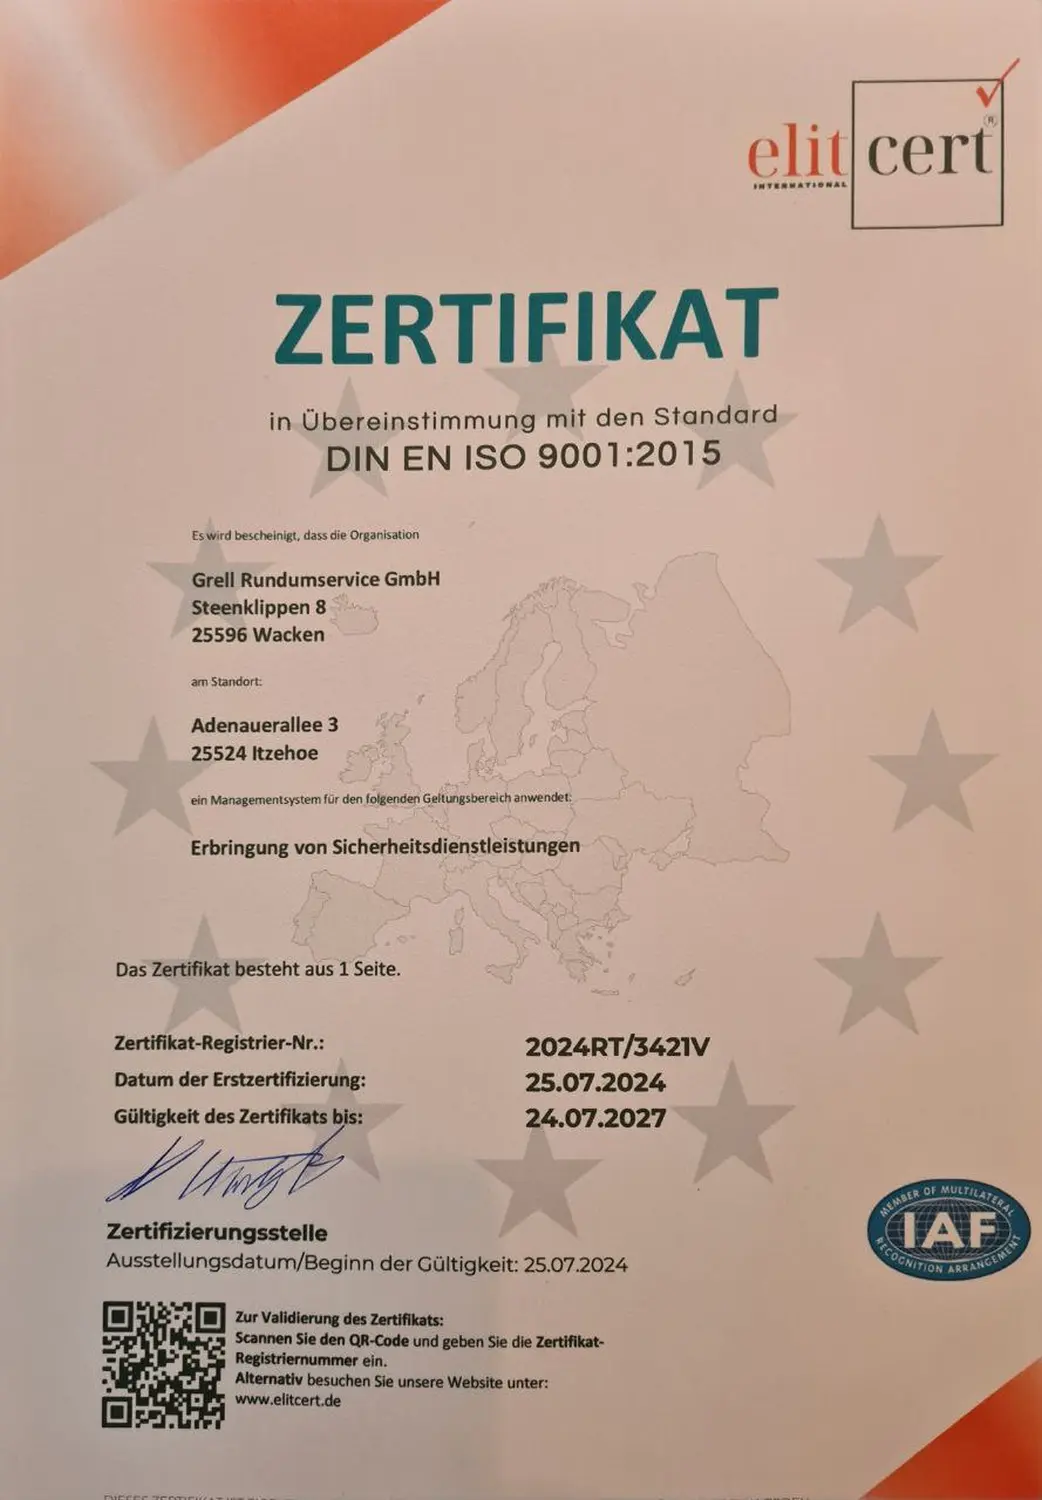 elit cert®
INTERNATIONAL
ZERTIFIKAT
in Übereinstimmung mit den Standard
DIN EN ISO 9001:2015
Es wird bescheinigt, dass die Organisation
Grell Rundumservice GmbH
Steenklippen 8
25596 Wacken
am Standort:
Adenauerallee 3
25524 Itzehoe
ein Managementsystem für den folgenden Geltungsbereich anwendet:
Erbringung von Sicherheitsdienstleistungen
Das Zertifikat besteht aus 1 Seite.
Zertifikat-Registrier-Nr.: 2024RT/3421V
Datum der Erstzertifizierung: 25.07.2024
Gültigkeit des Zertifikats bis: 24.07.2027
Zertifizierungsstelle
Ausstellungsdatum/Beginn der Gültigkeit: 25.07.2024
MEMBER OF MULTILATERAL
IAF
RECOGNITION ARRANGEMENT
Zur Validierung des Zertifikats:
Scannen Sie den QR-Code und geben Sie die Zertifikat-
Registriernummer ein.
Alternativ besuchen Sie unsere Website unter:
www.elitcert.de